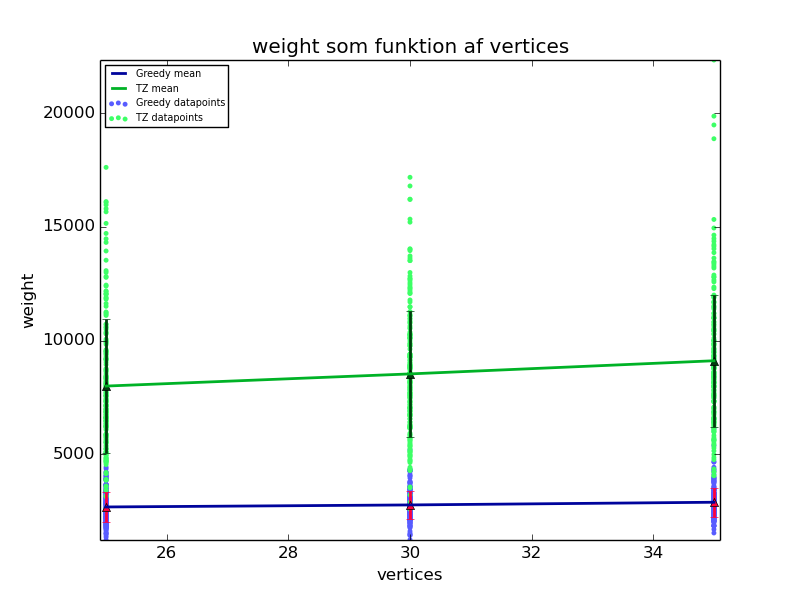 weight som funktion af vertices
Greedy mean
TZ mean
Greedy datapoints
TZ datapoints
20000
15000
10000
5000
weight
26
28
30
32
34
vertices